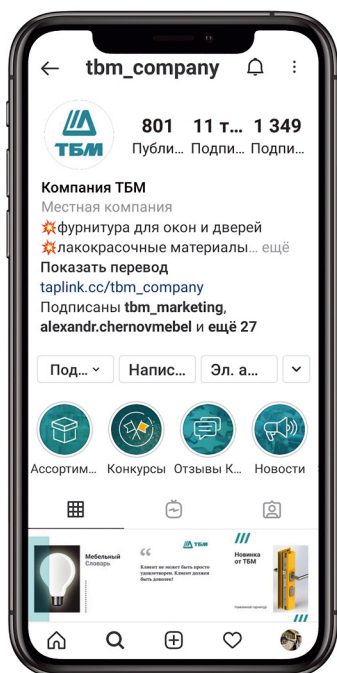 tbm_company
ТБМ
801 11 т... 1 349
Публи... Подпи... Подпи...
Компания ТБМ
Местная компания
💥фурнитура для окон и дверей
💥лакокрасочные материалы... ещё
Показать перевод
taplink.cc/tbm_company
Подписаны tbm_marketing,
alexandr.chernovmebel и ещё 27
Под... Напис... Эл. а...
Ассортим... Конкурсы Отзывы К... Новости
Мебельный
Словарь
ТБМ
Клиент не может быть просто
удовлетворен, Клиент должен
быть доволен!
Новинка
от ТБМ